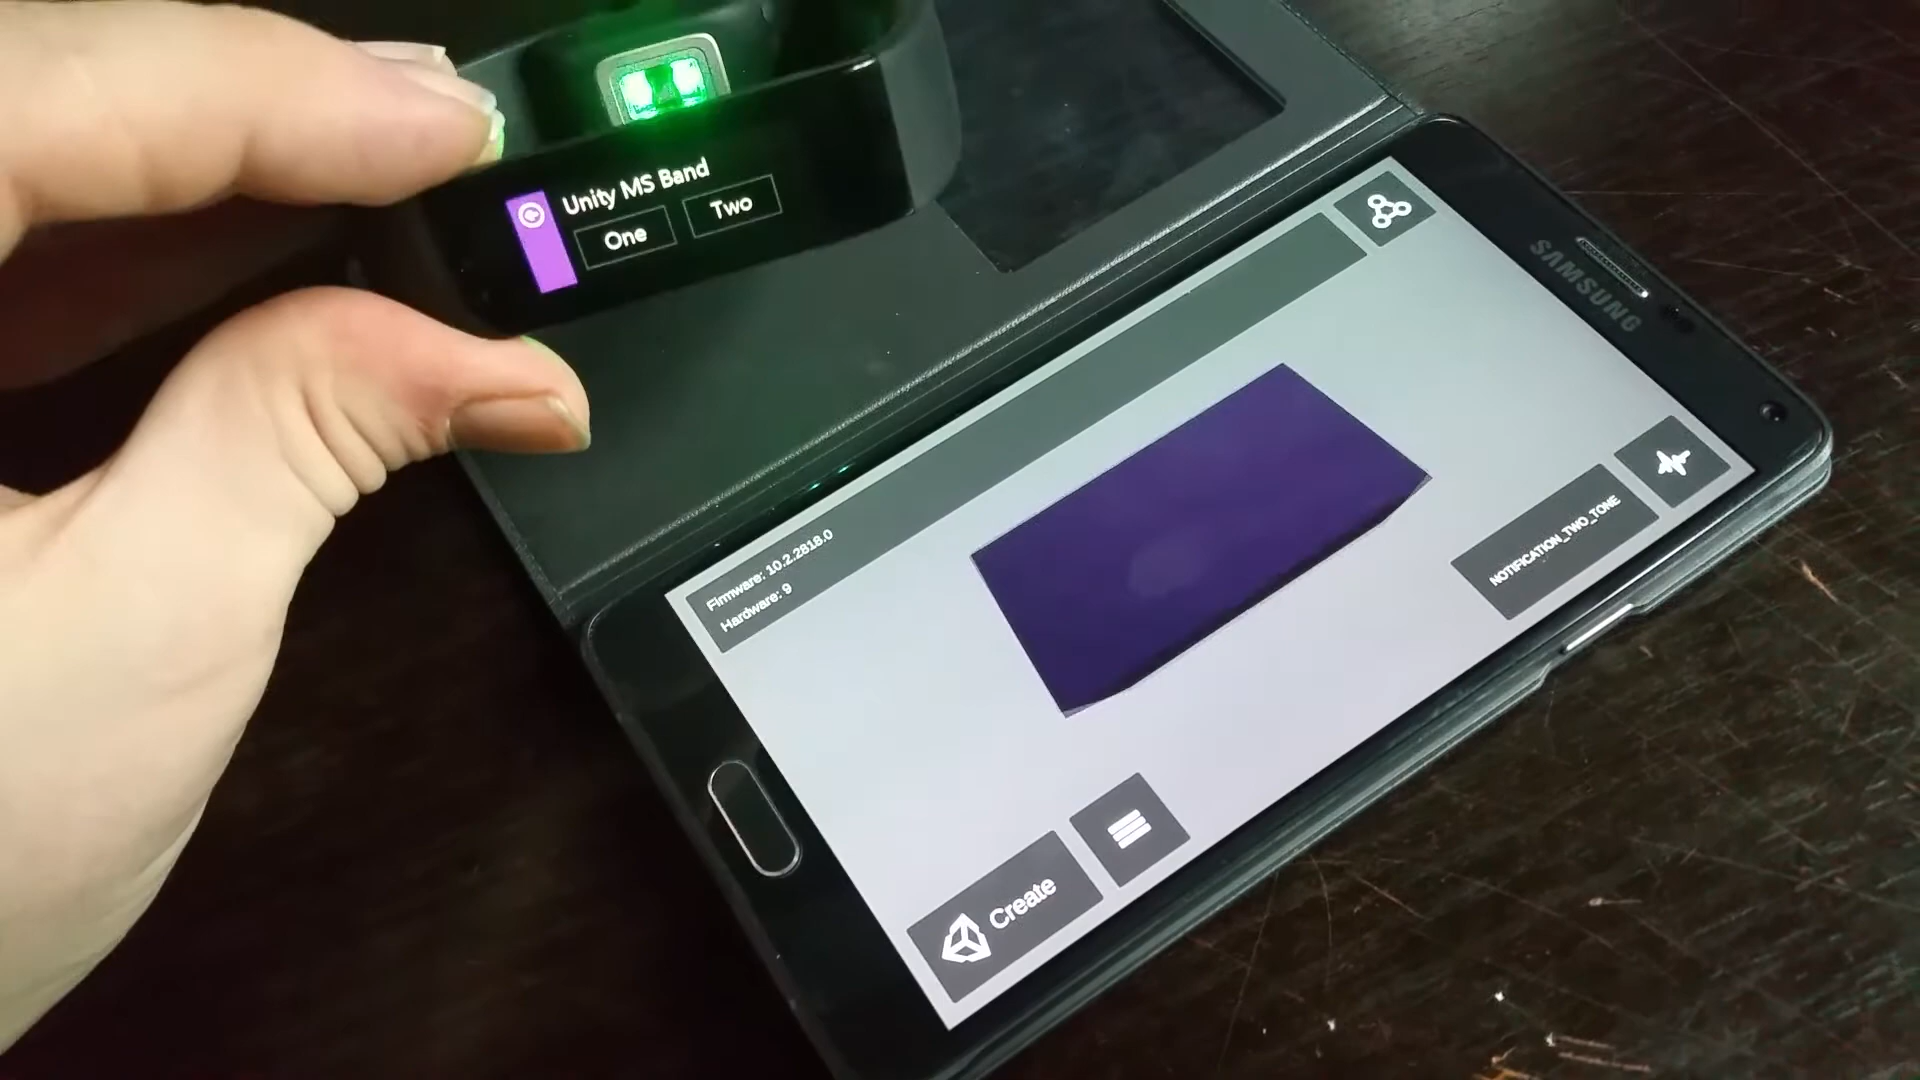 Unity MS Band
One
Two
SAMSUNG
Firmware: 10.2.2818.0
Hardware: 9
NOTIFICATION_TWO_TONE
Create